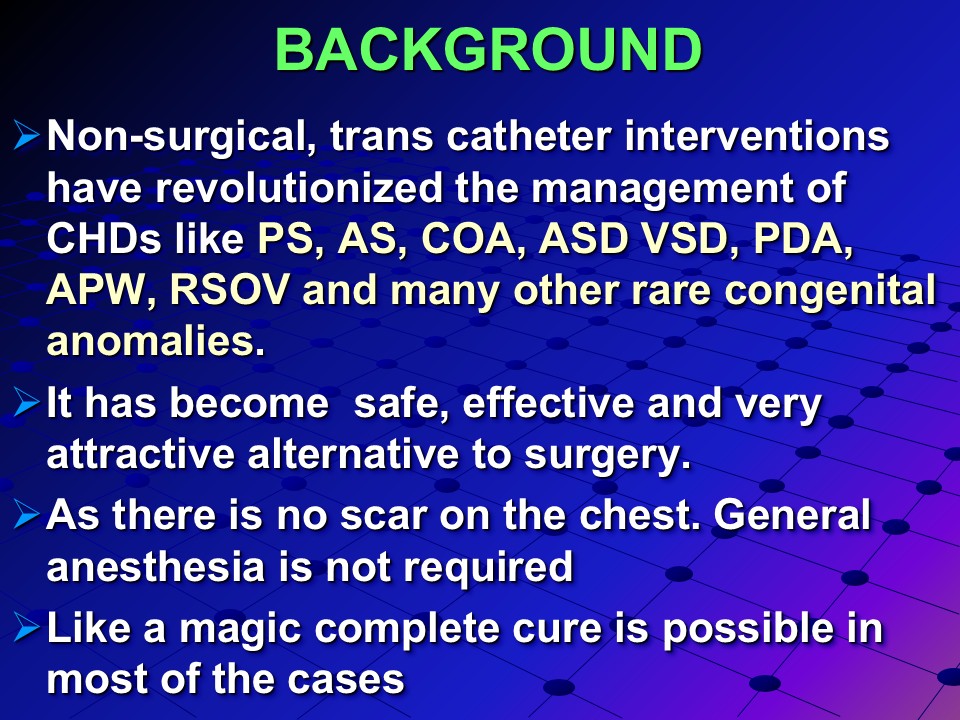 BACKGROUND
Non-surgical, trans catheter interventions
have revolutionized the management of
CHDs like PS, AS, COA, ASD VSD, PDA,
APW, RSOV and many other rare congenital
anomalies.
It has become  safe, effective and very
attractive alternative to surgery.
As there is no scar on the chest. General
anesthesia is not required
Like a magic complete cure is possible in
most of the cases